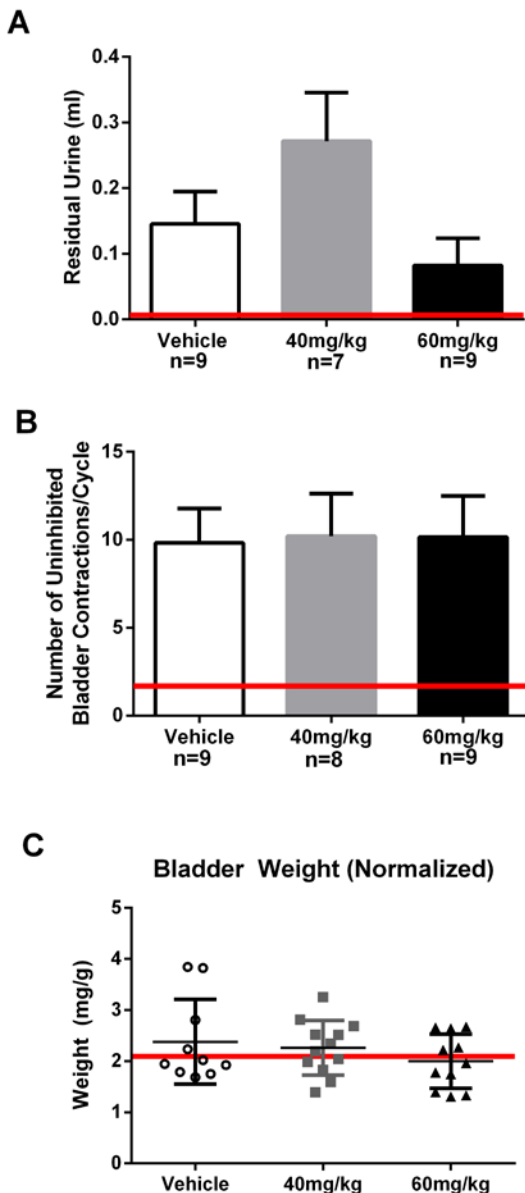 A
Residual Urine (ml)
0.4
0.3
0.2
0.1
0.0
Vehicle 40mg/kg 60mg/kg
n=9 n=7 n=9
B
Number of Uninhibited
Bladder Contractions/Cycle
15
10
5
0
Vehicle 40mg/kg 60mg/kg
n=9 n=8 n=9
C
Bladder Weight (Normalized)
Weight (mg/g)
5
4
3
2
1
0
Vehicle 40mg/kg 60mg/kg